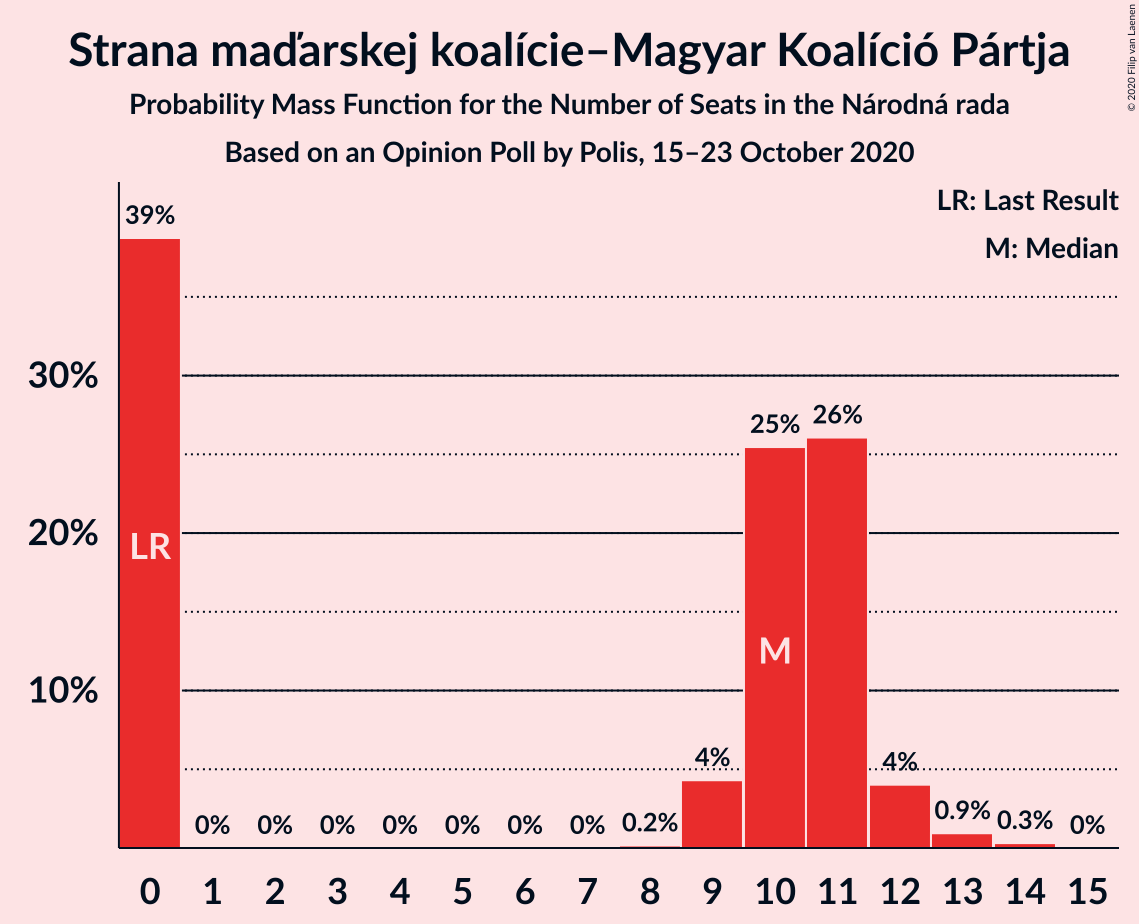 Strana maďarskej koalície–Magyar Koalíció Pártja
Probability Mass Function for the Number of Seats in the Národná rada
Based on an Opinion Poll by Polis, 15–23 October 2020
© 2020 Filip van Laenen
LR: Last Result
M: Median
39%
30%
20%
10%
LR
0%
0%
0%
0%
0%
0%
0%
0.2%
4%
25%
M
26%
4%
0.9%
0.3%
0%
0 1 2 3 4 5 6 7 8 9 10 11 12 13 14 15